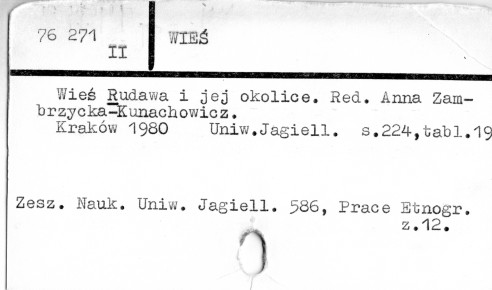 76 271 WIEŚ
II
Wieś Rudawa i jej okolice. Red. Anna Zam-
brzycka-Kunachowicz.
Kraków 1980 Uniw.Jagiell. s.224,tabl.19
Zesz. Nauk. Uniw. Jagiell. 586, Prace Etnogr.
z.12.